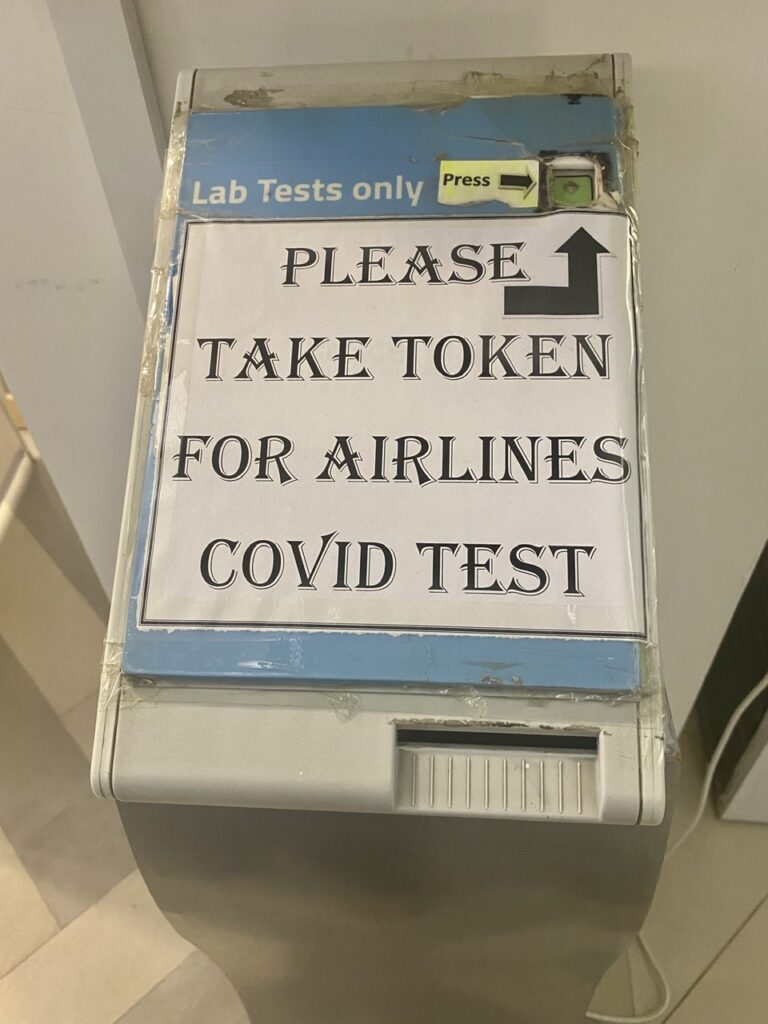 Lab Tests only
Press
PLEASE
TAKE TOKEN
FOR AIRLINES
COVID TEST